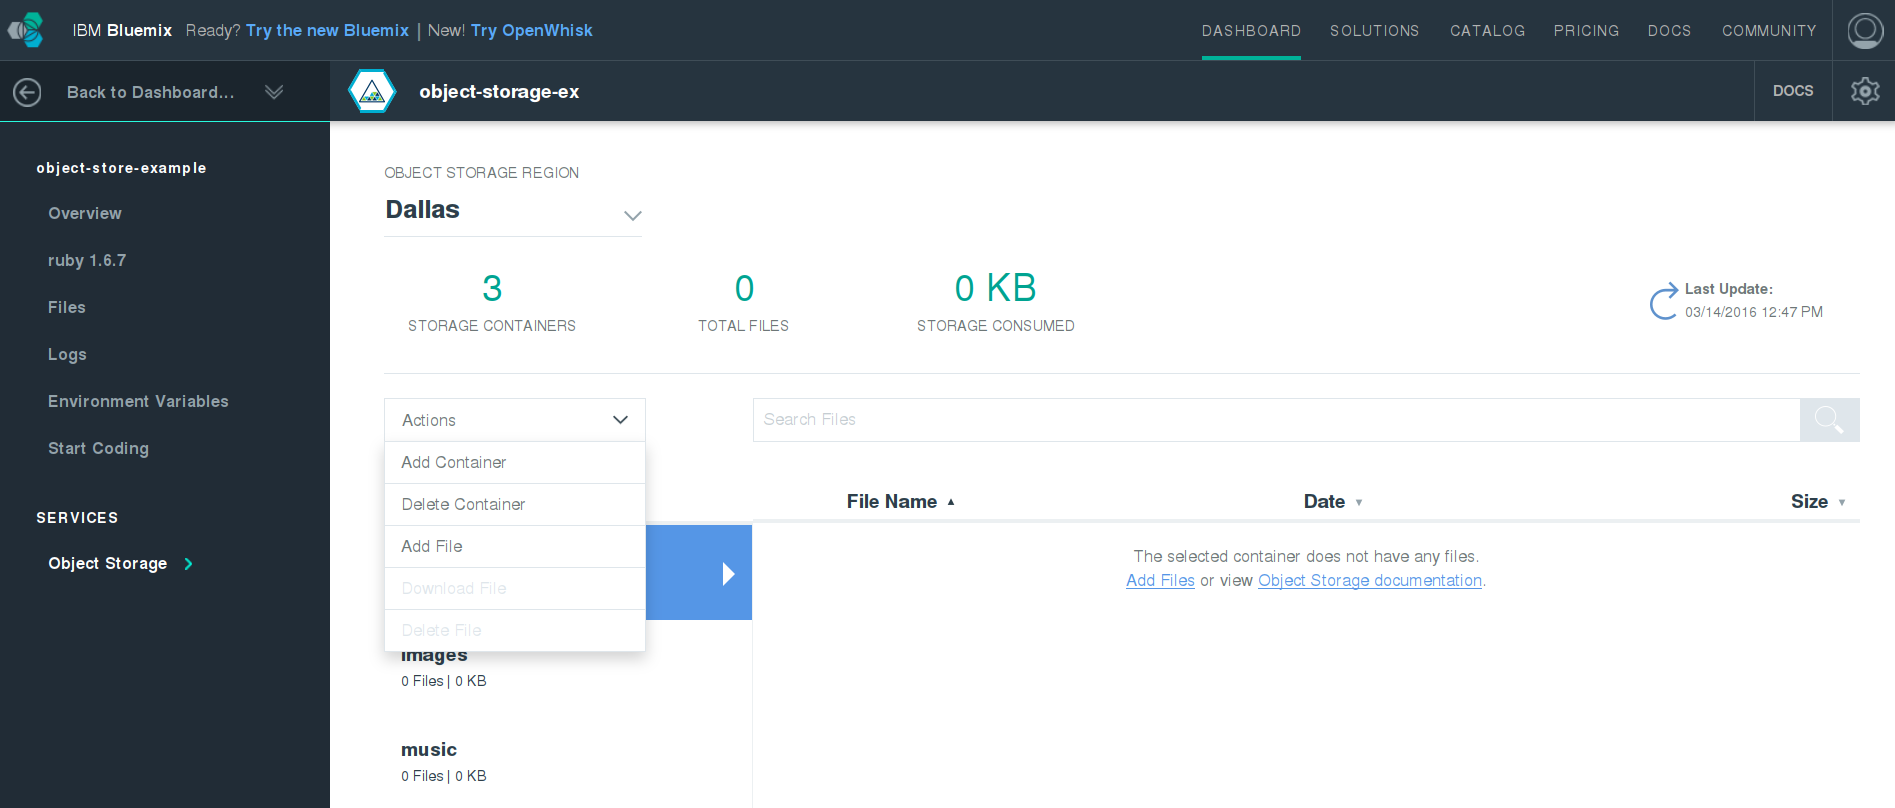 IBM Bluemix Ready? Try the new Bluemix | New! Try OpenWhisk
DASHBOARD SOLUTIONS CATALOG PRICING DOCS COMMUNITY
Back to Dashboard...
object-storage-ex
DOCS
object-store-example
Overview
ruby 1.6.7
Files
Logs
Environment Variables
Start Coding
SERVICES
Object Storage
OBJECT STORAGE REGION
Dallas
3
STORAGE CONTAINERS
0
TOTAL FILES
0 KB
STORAGE CONSUMED
Last Update:
03/14/2016 12:47 PM
Actions
Add Container
Delete Container
Add File
Download File
Delete File
Search Files
File Name Date Size
The selected container does not have any files.
Add Files or view Object Storage documentation.
images
0 Files | 0 KB
music
0 Files | 0 KB